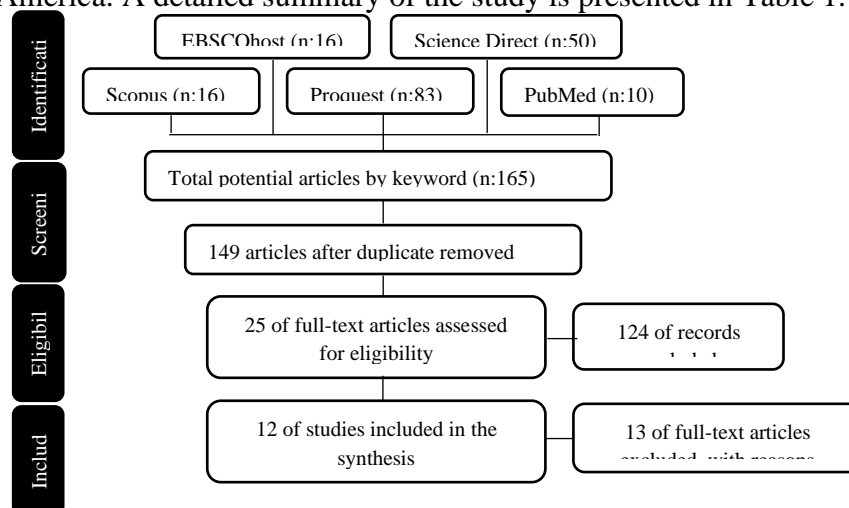 America. A detailed summary of the study is presented in Table 1.
EBSCOhost (n:16)
Science Direct (n:50)
Scopus (n:16)
Proquest (n:83)
PubMed (n:10)
Identificati
Total potential articles by keyword (n:165)
Screeni
149 articles after duplicate removed
Eligibil
25 of full-text articles assessed
for eligibility
124 of records
Includ
12 of studies included in the
synthesis
13 of full-text articles
excluded, with reasons